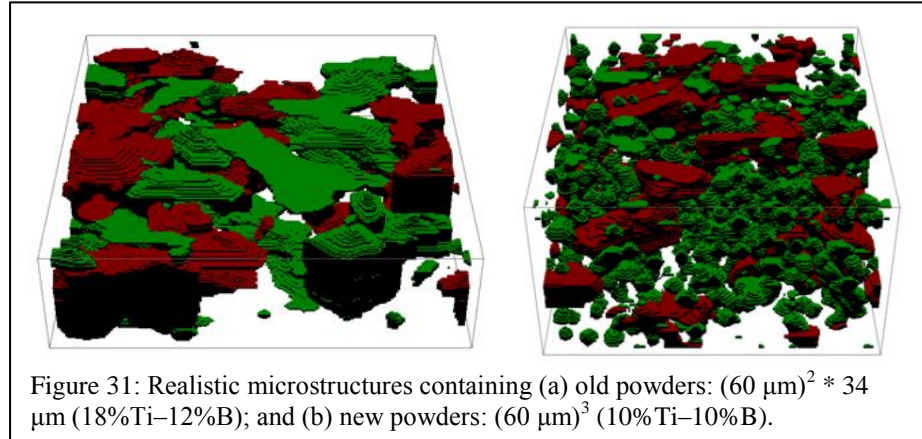 Figure 31: Realistic microstructures containing (a) old powders: (60 μm)² * 34
μm (18%Ti–12%B); and (b) new powders: (60 μm)³ (10%Ti–10%B).